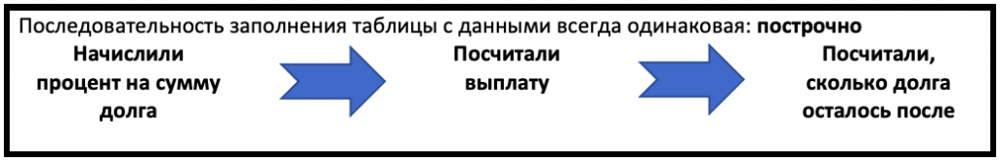 Последовательность заполнения таблицы с данными всегда одинаковая: построчно
Начислили
процент на сумму
долга
Посчитали
выплату
Посчитали,
сколько долга
осталось после